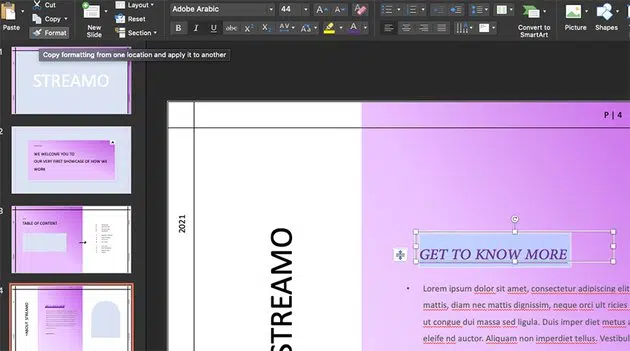 Cut
Paste
Copy
Format
New Slide
Layout
Reset
Section
Adobe Arabic
44
A
A
B
I
U
abc
Convert to SmartArt
Picture
Shapes
Copy formatting from one location and apply it to another
STREAMO
2
WE WELCOME YOU TO
OUR VERY FIRST SHOWCASE OF HOW WE
WORK
3
TABLE OF CONTENT
4
ABOUT STREAMO
P | 4
2021
STREAMO
GET TO KNOW MORE
• Lorem ipsum dolor sit amet, consectetur adipiscing elit
mattis, diam nec mattis dignissim, neque orci ult ricies
ut congue dui massa sed ligula. Duis imper diet metus a
eleife nd auctor. Aliquam non imperdiet tellus. Vestibul